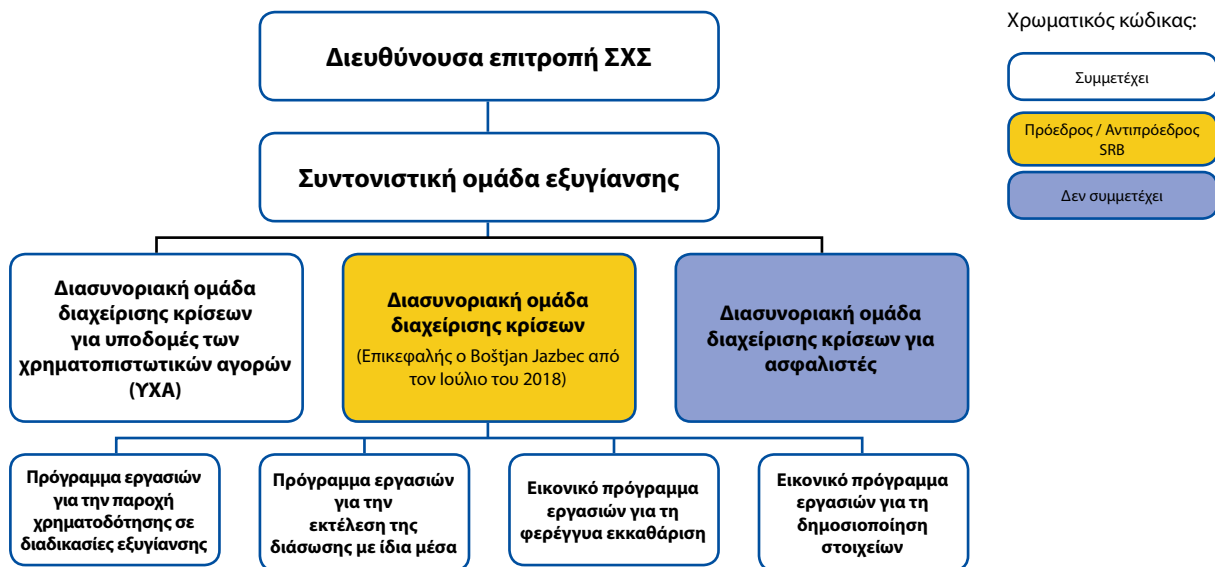 Διευθύνουσα επιτροπή ΣΧΣ
Συντονιστική ομάδα εξυγίανσης
Χρωματικός κώδικας:
Συμμετέχει
Πρόεδρος / Αντιπρόεδρος
SRB
Δεν συμμετέχει
Διασυνοριακή ομάδα
διαχείρισης κρίσεων
για υποδομές των
χρηματοπιστωτικών αγορών
(ΥΧΑ)
Διασυνοριακή ομάδα
διαχείρισης κρίσεων
(Επικεφαλής ο Boštjan Jazbec από
τον Ιούλιο του 2018)
Διασυνοριακή ομάδα
διαχείρισης κρίσεων για
ασφαλιστές
Πρόγραμμα εργασιών
για την παροχή
χρηματοδότησης σε
διαδικασίες εξυγίανσης
Πρόγραμμα εργασιών
για την
εκτέλεση της
διάσωσης με ίδια μέσα
Εικονικό πρόγραμμα
εργασιών για τη
φερέγγυα εκκαθάριση
Εικονικό πρόγραμμα
εργασιών για τη
δημοσιοποίηση
στοιχείων